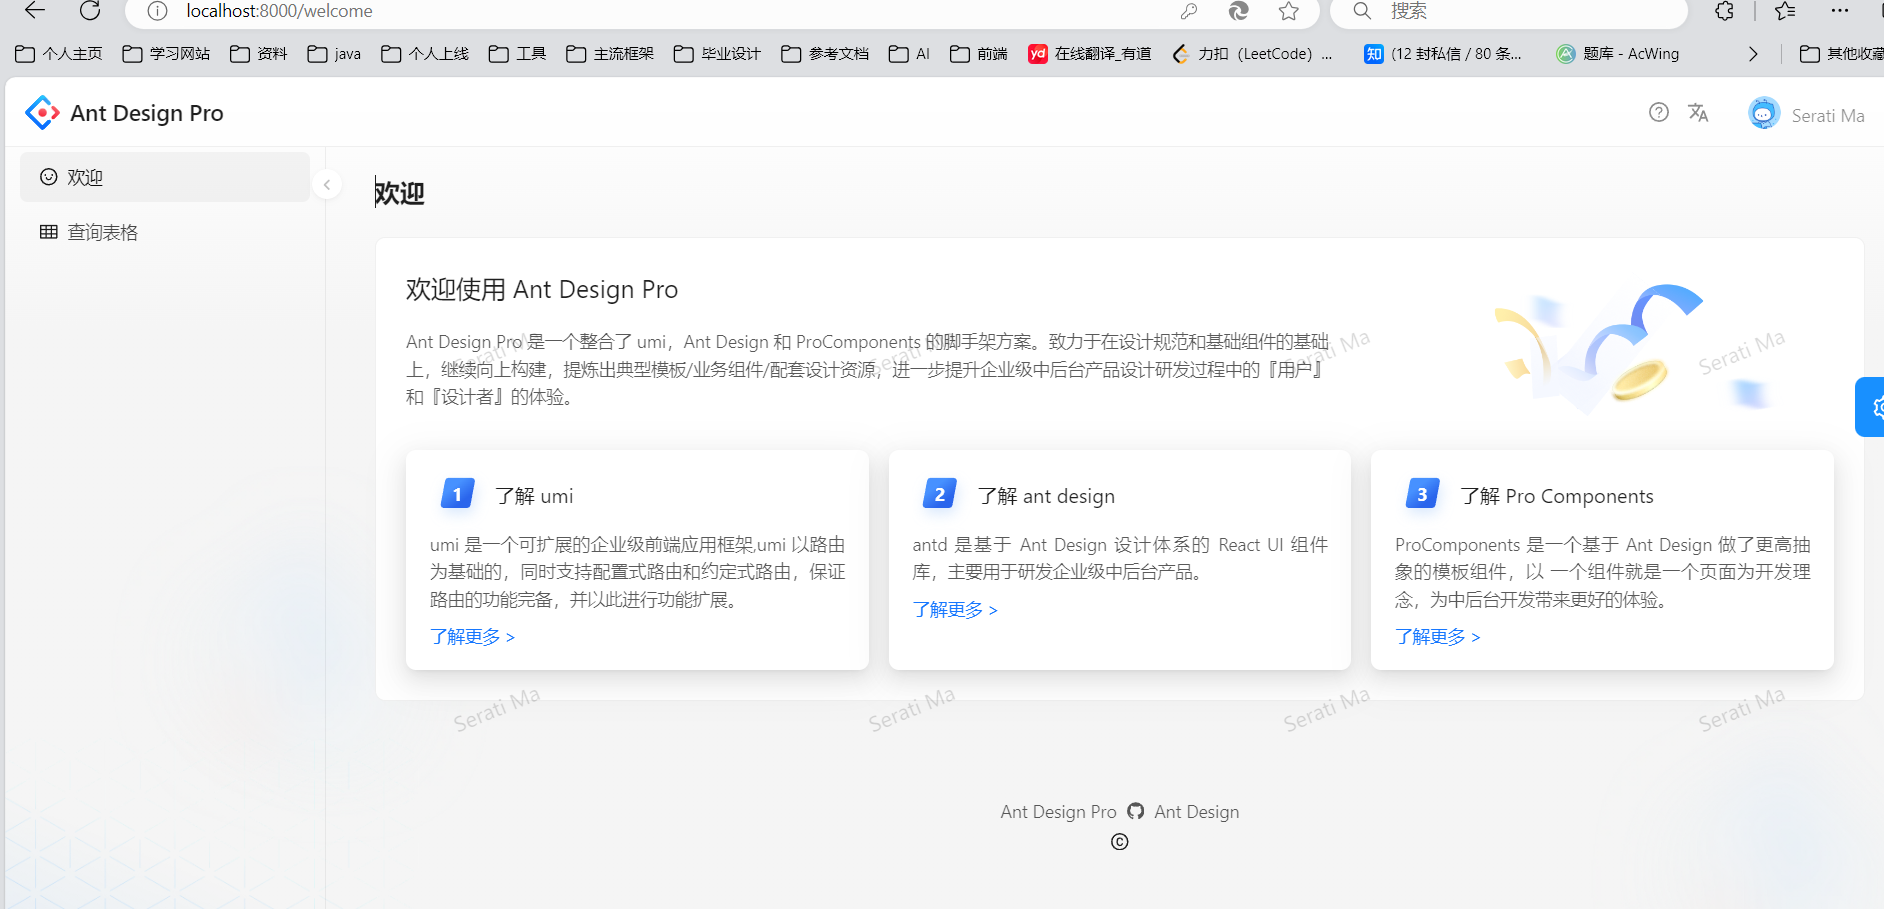 localhost:8000/welcome
搜索
个人主页 学习网站 资料 java 个人上线 工具 主流框架 毕业设计 参考文档 AI 前端 yd 在线翻译_有道 力扣（LeetCode）... 知 (12 封私信 / 80 条... 题库 - AcWing 其他收藏
Ant Design Pro
Serati Ma
欢迎
查询表格
欢迎
欢迎使用 Ant Design Pro
Ant Design Pro 是一个整合了 umi，Ant Design 和 ProComponents 的脚手架方案。致力于在设计规范和基础组件的基础
上，继续向上构建，提炼出典型模板/业务组件/配套设计资源，进一步提升企业级中后台产品设计研发过程中的『用户』
和『设计者』的体验。
Serati Ma Serati Ma Serati Ma Serati Ma
1 了解 umi
umi 是一个可扩展的企业级前端应用框架,umi 以路由
为基础的，同时支持配置式路由和约定式路由，保证
路由的功能完备，并以此进行功能扩展。
了解更多 >
2 了解 ant design
antd 是基于 Ant Design 设计体系的 React UI 组件
库，主要用于研发企业级中后台产品。
了解更多 >
3 了解 Pro Components
ProComponents 是一个基于 Ant Design 做了更高抽
象的模板组件，以 一个组件就是一个页面为开发理
念，为中后台开发带来更好的体验。
了解更多 >
Serati Ma Serati Ma Serati Ma Serati Ma
Ant Design Pro Ant Design
©